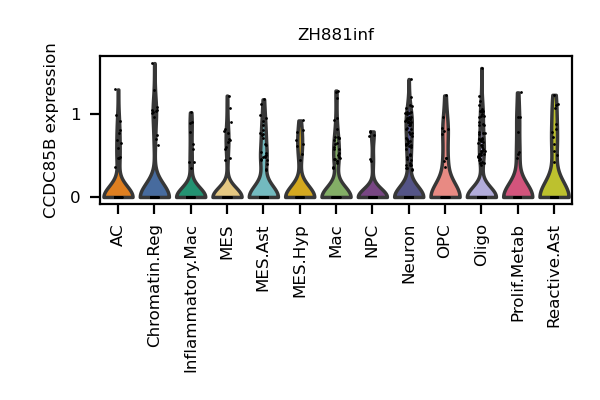 ZH881inf
CCDC85B expression
1
0
AC
Chromatin.Reg
Inflammatory.Mac
MES
MES.Ast
MES.Hyp
Mac
NPC
Neuron
OPC
Oligo
Prolif.Metab
Reactive.Ast